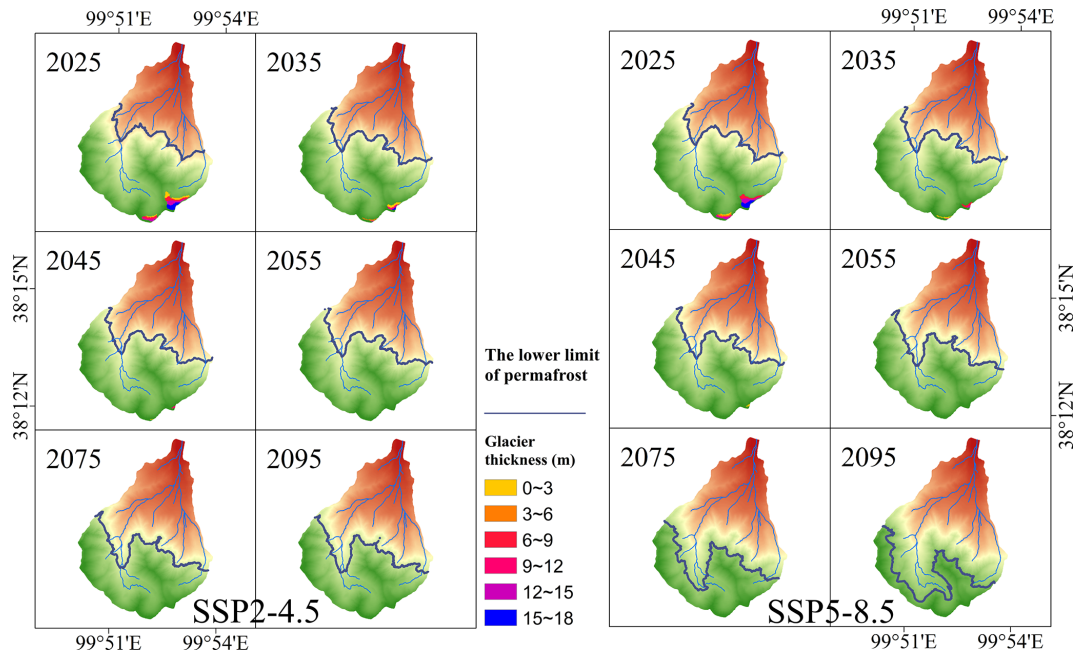 99°51'E 99°54'E
99°51'E 99°54'E
2025 2035
2025 2035
2045 2055
2045 2055
38°15'N
38°12'N
38°15'N
38°12'N
The lower limit
of permafrost
Glacier
thickness (m)
0~3
3~6
6~9
9~12
12~15
15~18
2075 2095
2075 2095
SSP2-4.5
SSP5-8.5
99°51'E 99°54'E
99°51'E 99°54'E